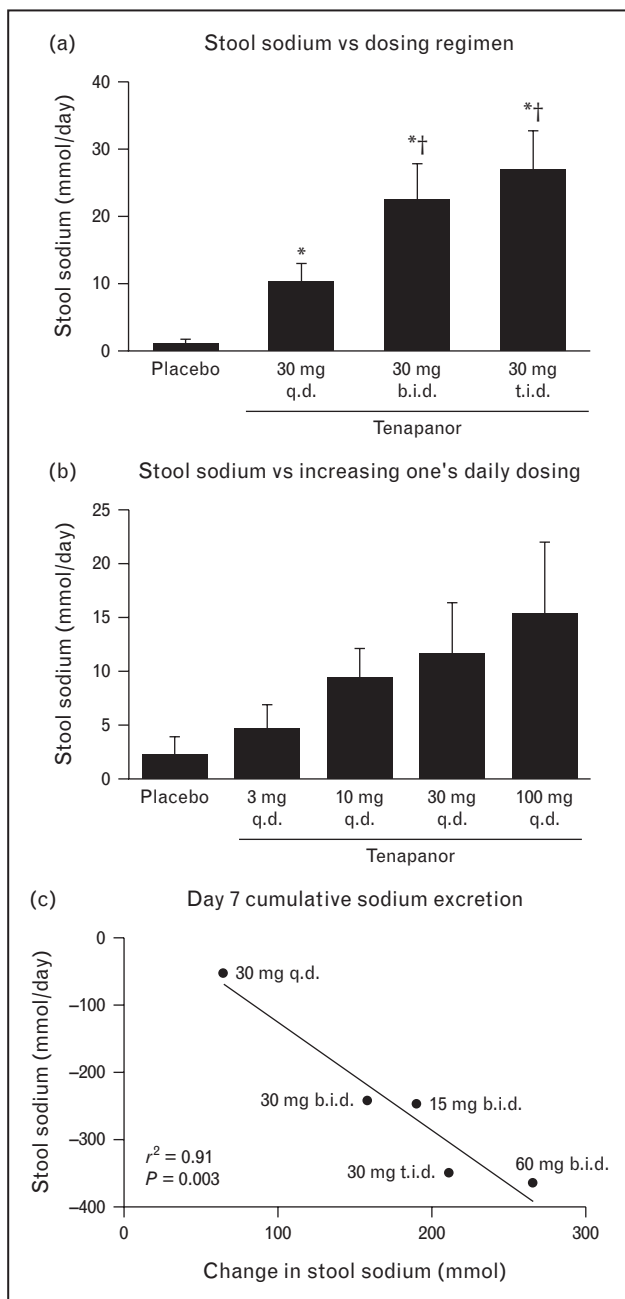 (a) Stool sodium vs dosing regimen
Stool sodium (mmol/day)
40
30
20
10
0
*
*†
*†
Placebo 30 mg 30 mg 30 mg
q.d. b.i.d. t.i.d.
Tenapanor
(b) Stool sodium vs increasing one's daily dosing
Stool sodium (mmol/day)
25
20
15
10
5
0
Placebo 3 mg 10 mg 30 mg 100 mg
q.d. q.d. q.d. q.d.
Tenapanor
(c) Day 7 cumulative sodium excretion
Stool sodium (mmol/day)
0
–100
–200
–300
–400
30 mg q.d.
30 mg b.i.d.
15 mg b.i.d.
30 mg t.i.d.
60 mg b.i.d.
r² = 0.91
P = 0.003
0 100 200 300
Change in stool sodium (mmol)